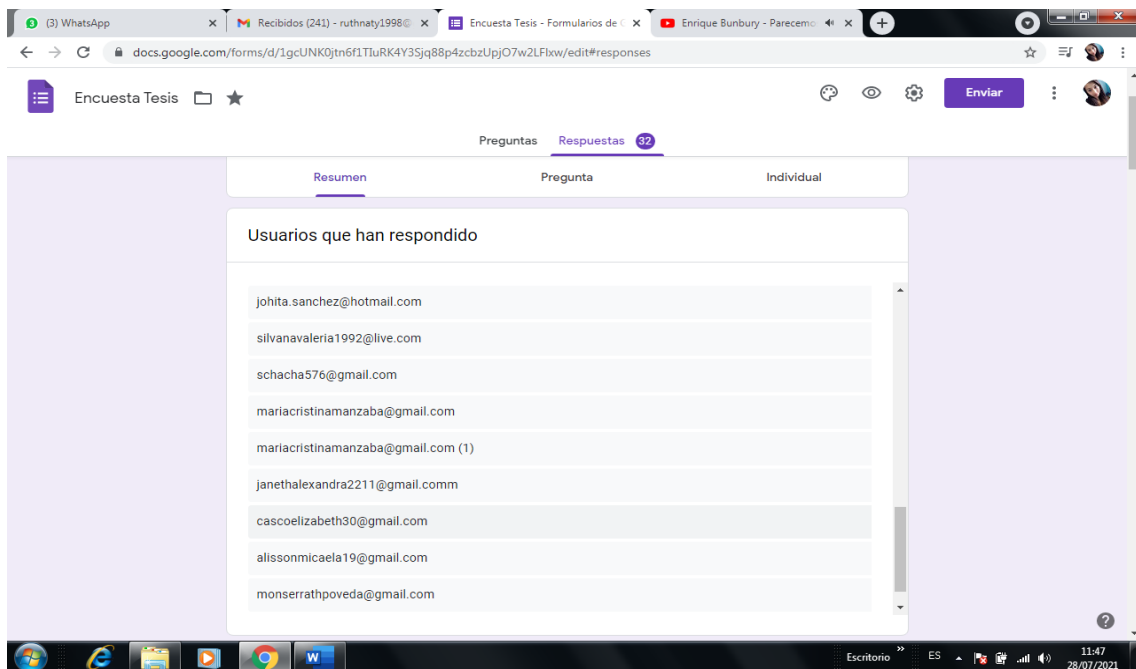 3 (3) WhatsApp
Recibidos (241) - ruthnaty1998@
Encuesta Tesis - Formularios de G
Enrique Bunbury - Parecemo
docs.google.com/forms/d/1gcUNK0jtn6f1TIuRK4Y3Sjq88p4zcbzUpjO7w2LFlxw/edit#responses
Encuesta Tesis
Enviar
Preguntas Respuestas 32
Resumen Pregunta Individual
Usuarios que han respondido
johita.sanchez@hotmail.com
silvanavaleria1992@live.com
schacha576@gmail.com
mariacristinamanzaba@gmail.com
mariacristinamanzaba@gmail.com (1)
janethalexandra2211@gmail.comm
cascoelizabeth30@gmail.com
alissonmicaela19@gmail.com
monserrathpoveda@gmail.com
Escritorio » ES 11:47
28/07/2021